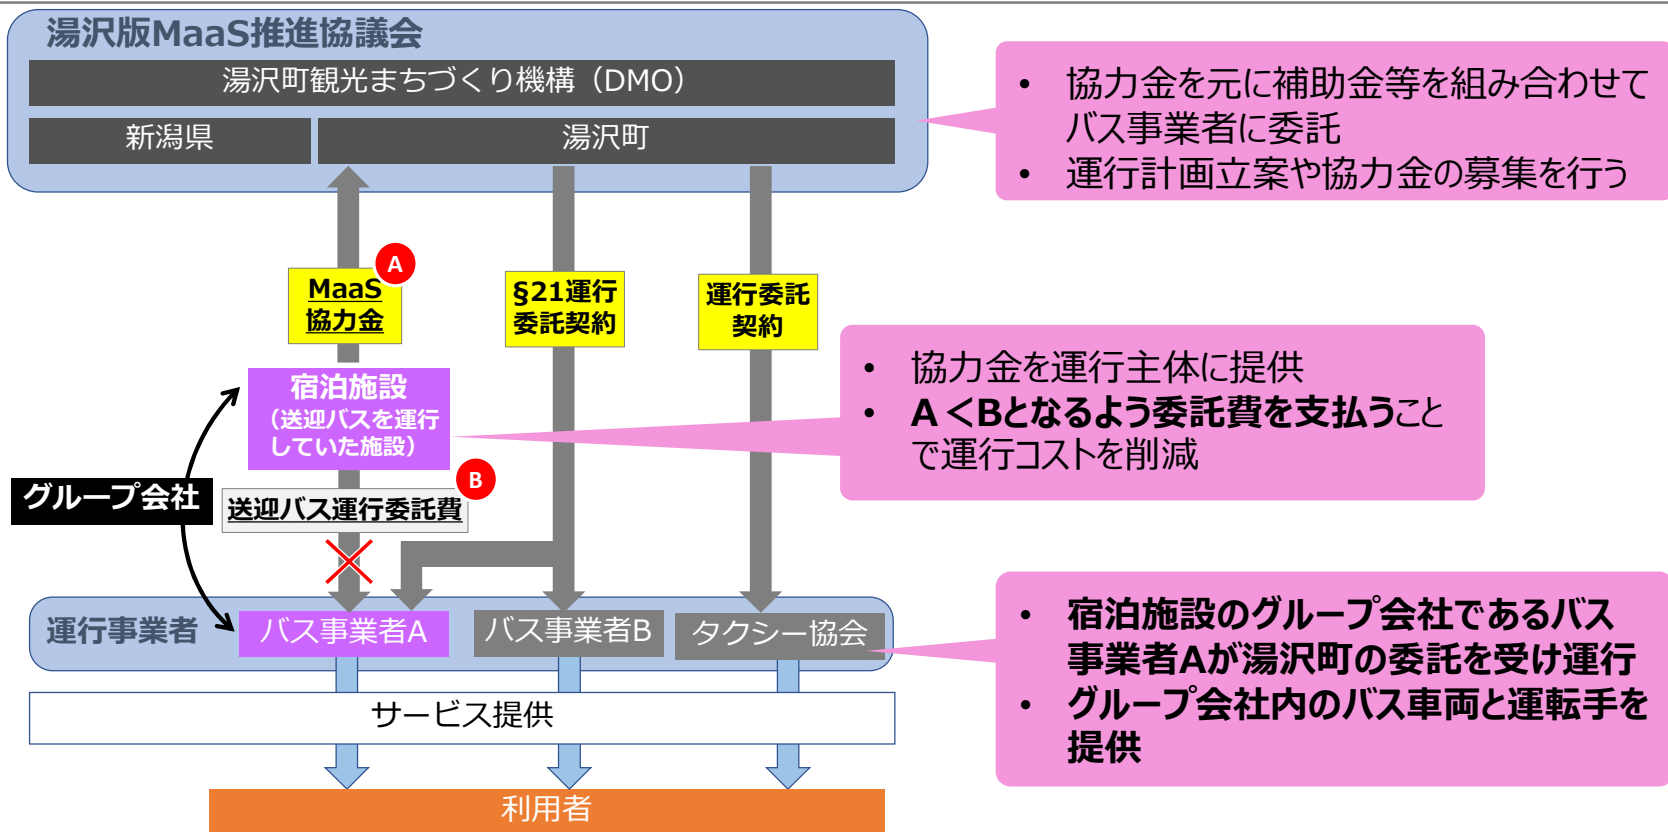 湯沢版MaaS推進協議会
湯沢町観光まちづくり機構（DMO）
新潟県
湯沢町
• 協力金を元に補助金等を組み合わせて
バス事業者に委託
• 運行計画立案や協力金の募集を行う
A
MaaS
協力金
§21運行
委託契約
運行委託
契約
宿泊施設
（送迎バスを運行
していた施設）
• 協力金を運行主体に提供
• A＜Bとなるよう委託費を支払うこと
で運行コストを削減
B
グループ会社
送迎バス運行委託費
運行事業者
バス事業者A
バス事業者B
タクシー協会
• 宿泊施設のグループ会社であるバス
事業者Aが湯沢町の委託を受け運行
• グループ会社内のバス車両と運転手を
提供
サービス提供
利用者